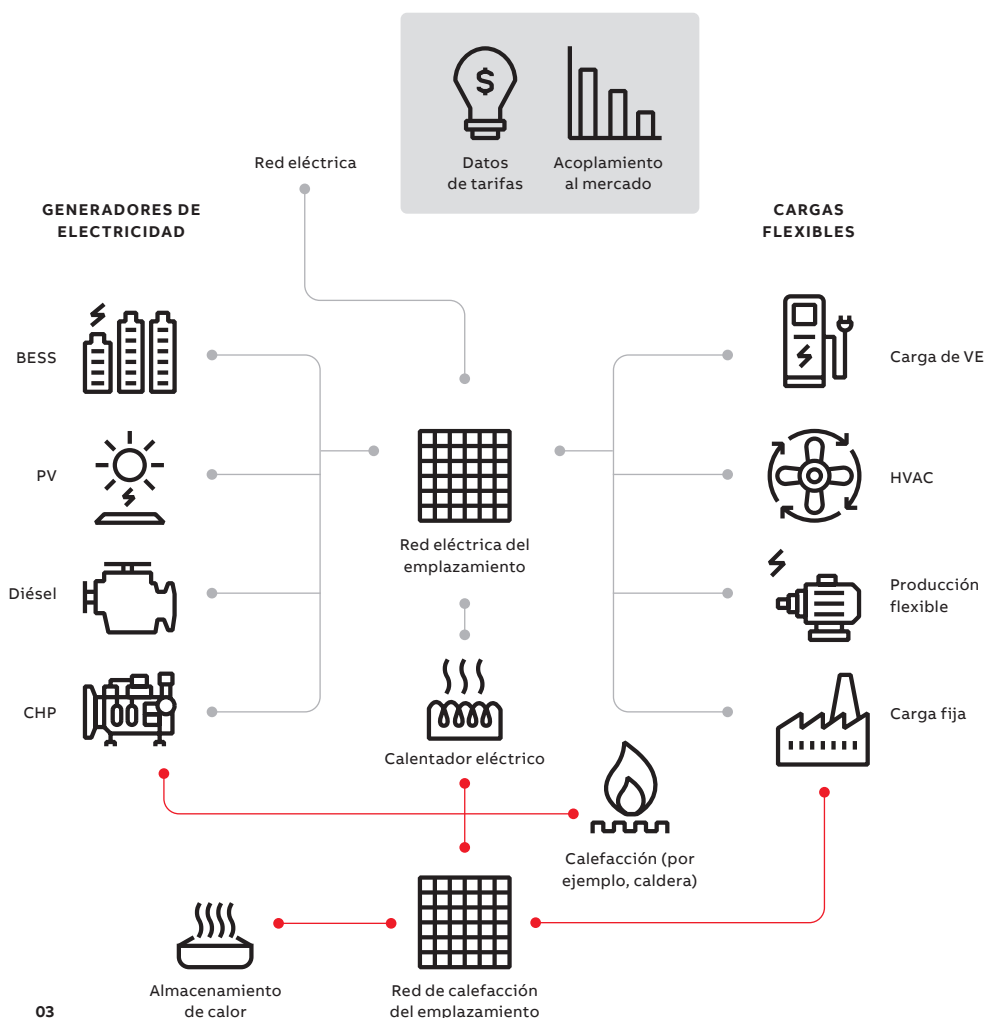 $
Datos
de tarifas
Acoplamiento
al mercado
Red eléctrica
GENERADORES DE
ELECTRICIDAD
CARGAS
FLEXIBLES
BESS
Carga de VE
PV
HVAC
Red eléctrica del
emplazamiento
Diésel
Producción
flexible
CHP
Carga fija
Calentador eléctrico
Calefacción (por
ejemplo, caldera)
Almacenamiento
de calor
Red de calefacción
del emplazamiento
03